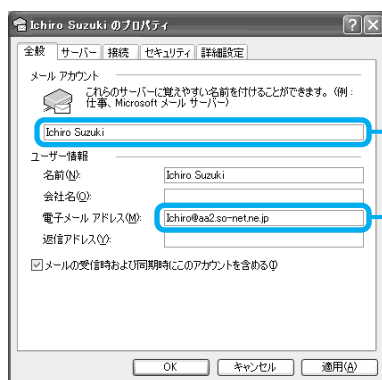 Ichiro Suzuki のプロパティ
全般 サーバー 接続 セキュリティ 詳細設定
メール アカウント
これらのサーバーに覚えやすい名前を付けることができます。(例:
仕事、Microsoft メール サーバー)
Ichiro Suzuki
ユーザー情報
名前(N): Ichiro Suzuki
会社名(O):
電子メール アドレス(M): Ichiro@aa2.so-net.ne.jp
返信アドレス(Y):
メールの受信時および同期時にこのアカウントを含める(I)
OK キャンセル 適用(A)